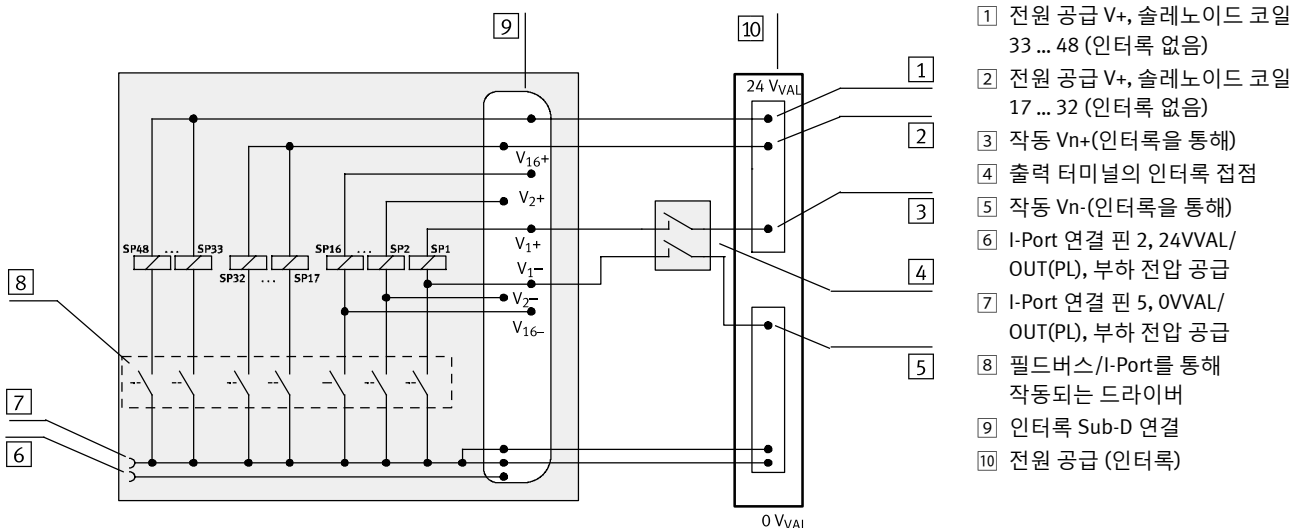 9
10
24 VVAL
1
2
V16+
V2+
V1+
3
SP48 ... SP33
SP16 ... SP2 SP1
V1–
4
SP32 ... SP17
8
V2–
V16–
5
7
6
0 VVAL
1 전원 공급 V+, 솔레노이드 코일
33 ... 48 (인터록 없음)
2 전원 공급 V+, 솔레노이드 코일
17 ... 32 (인터록 없음)
3 작동 Vn+(인터록을 통해)
4 출력 터미널의 인터록 접점
5 작동 Vn-(인터록을 통해)
6 I-Port 연결 핀 2, 24VVAL/
OUT(PL), 부하 전압 공급
7 I-Port 연결 핀 5, 0VVAL/
OUT(PL), 부하 전압 공급
8 필드버스/I-Port를 통해
작동되는 드라이버
9 인터록 Sub-D 연결
10 전원 공급 (인터록)